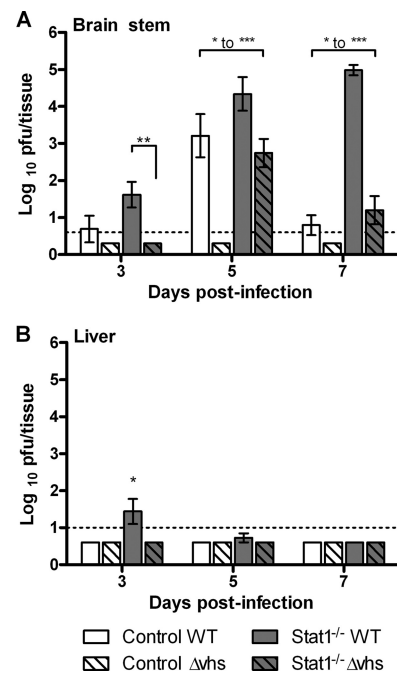 A
Brain stem
6
5
4
3
2
1
0
Log 10 pfu/tissue
**
* to ***
* to ***
3
5
7
Days post-infection
B
Liver
6
5
4
3
2
1
0
Log 10 pfu/tissue
*
3
5
7
Days post-infection
Control WT
Stat1-/- WT
Control Δvhs
Stat1-/- Δvhs